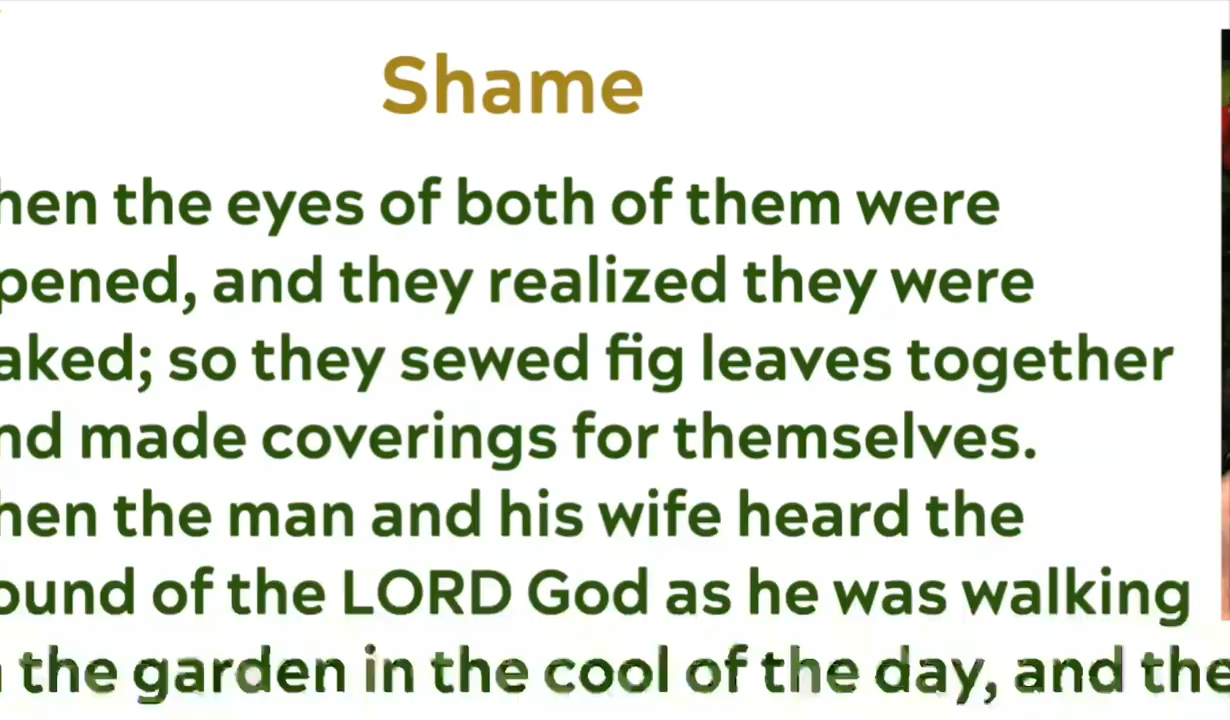 Shame
hen the eyes of both of them were
pened, and they realized they were
aked; so they sewed fig leaves together
nd made coverings for themselves.
hen the man and his wife heard the
ound of the LORD God as he was walking
the garden in the cool of the day, and the